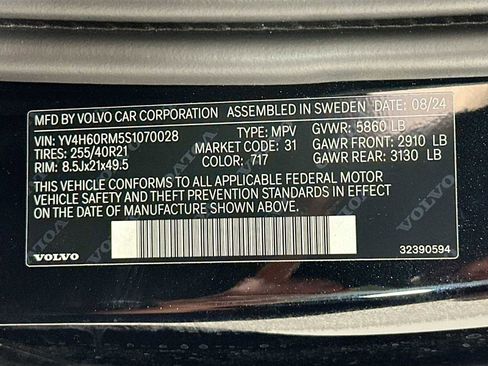 MFD BY VOLVO CAR CORPORATION ASSEMBLED IN SWEDEN DATE: 08/24
VIN: YV4H60RM5S1070028 TYPE: MPV GVWR: 5860 LB
TIRES: 255/40R21 MARKET CODE: 31 GAWR FRONT: 2910 LB
RIM: 8.5Jx21x49.5 COLOR: 717 GAWR REAR: 3130 LB
THIS VEHICLE CONFORMS TO ALL APPLICABLE FEDERAL MOTOR
VEHICLE SAFETY AND THEFT PREVENTION STANDARDS IN EFFECT
ON THE DATE OF MANUFACTURE SHOWN ABOVE.
VOLVO
32390594